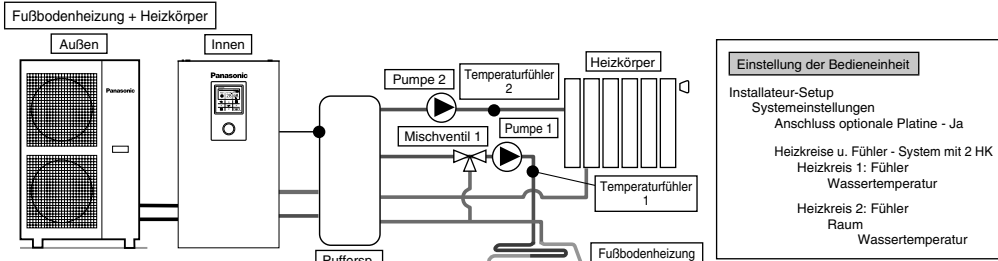 Fußbodenheizung + Heizkörper
Außen
Innen
Panasonic
Panasonic
Pumpe 2
Temperaturfühler
2
Heizkörper
Mischventil 1
Pumpe 1
Temperaturfühler
1
Puffersp.
Fußbodenheizung
Einstellung der Bedieneinheit
Installateur-Setup
Systemeinstellungen
Anschluss optionale Platine - Ja
Heizkreise u. Fühler - System mit 2 HK
Heizkreis 1: Fühler
Wassertemperatur
Heizkreis 2: Fühler
Raum
Wassertemperatur